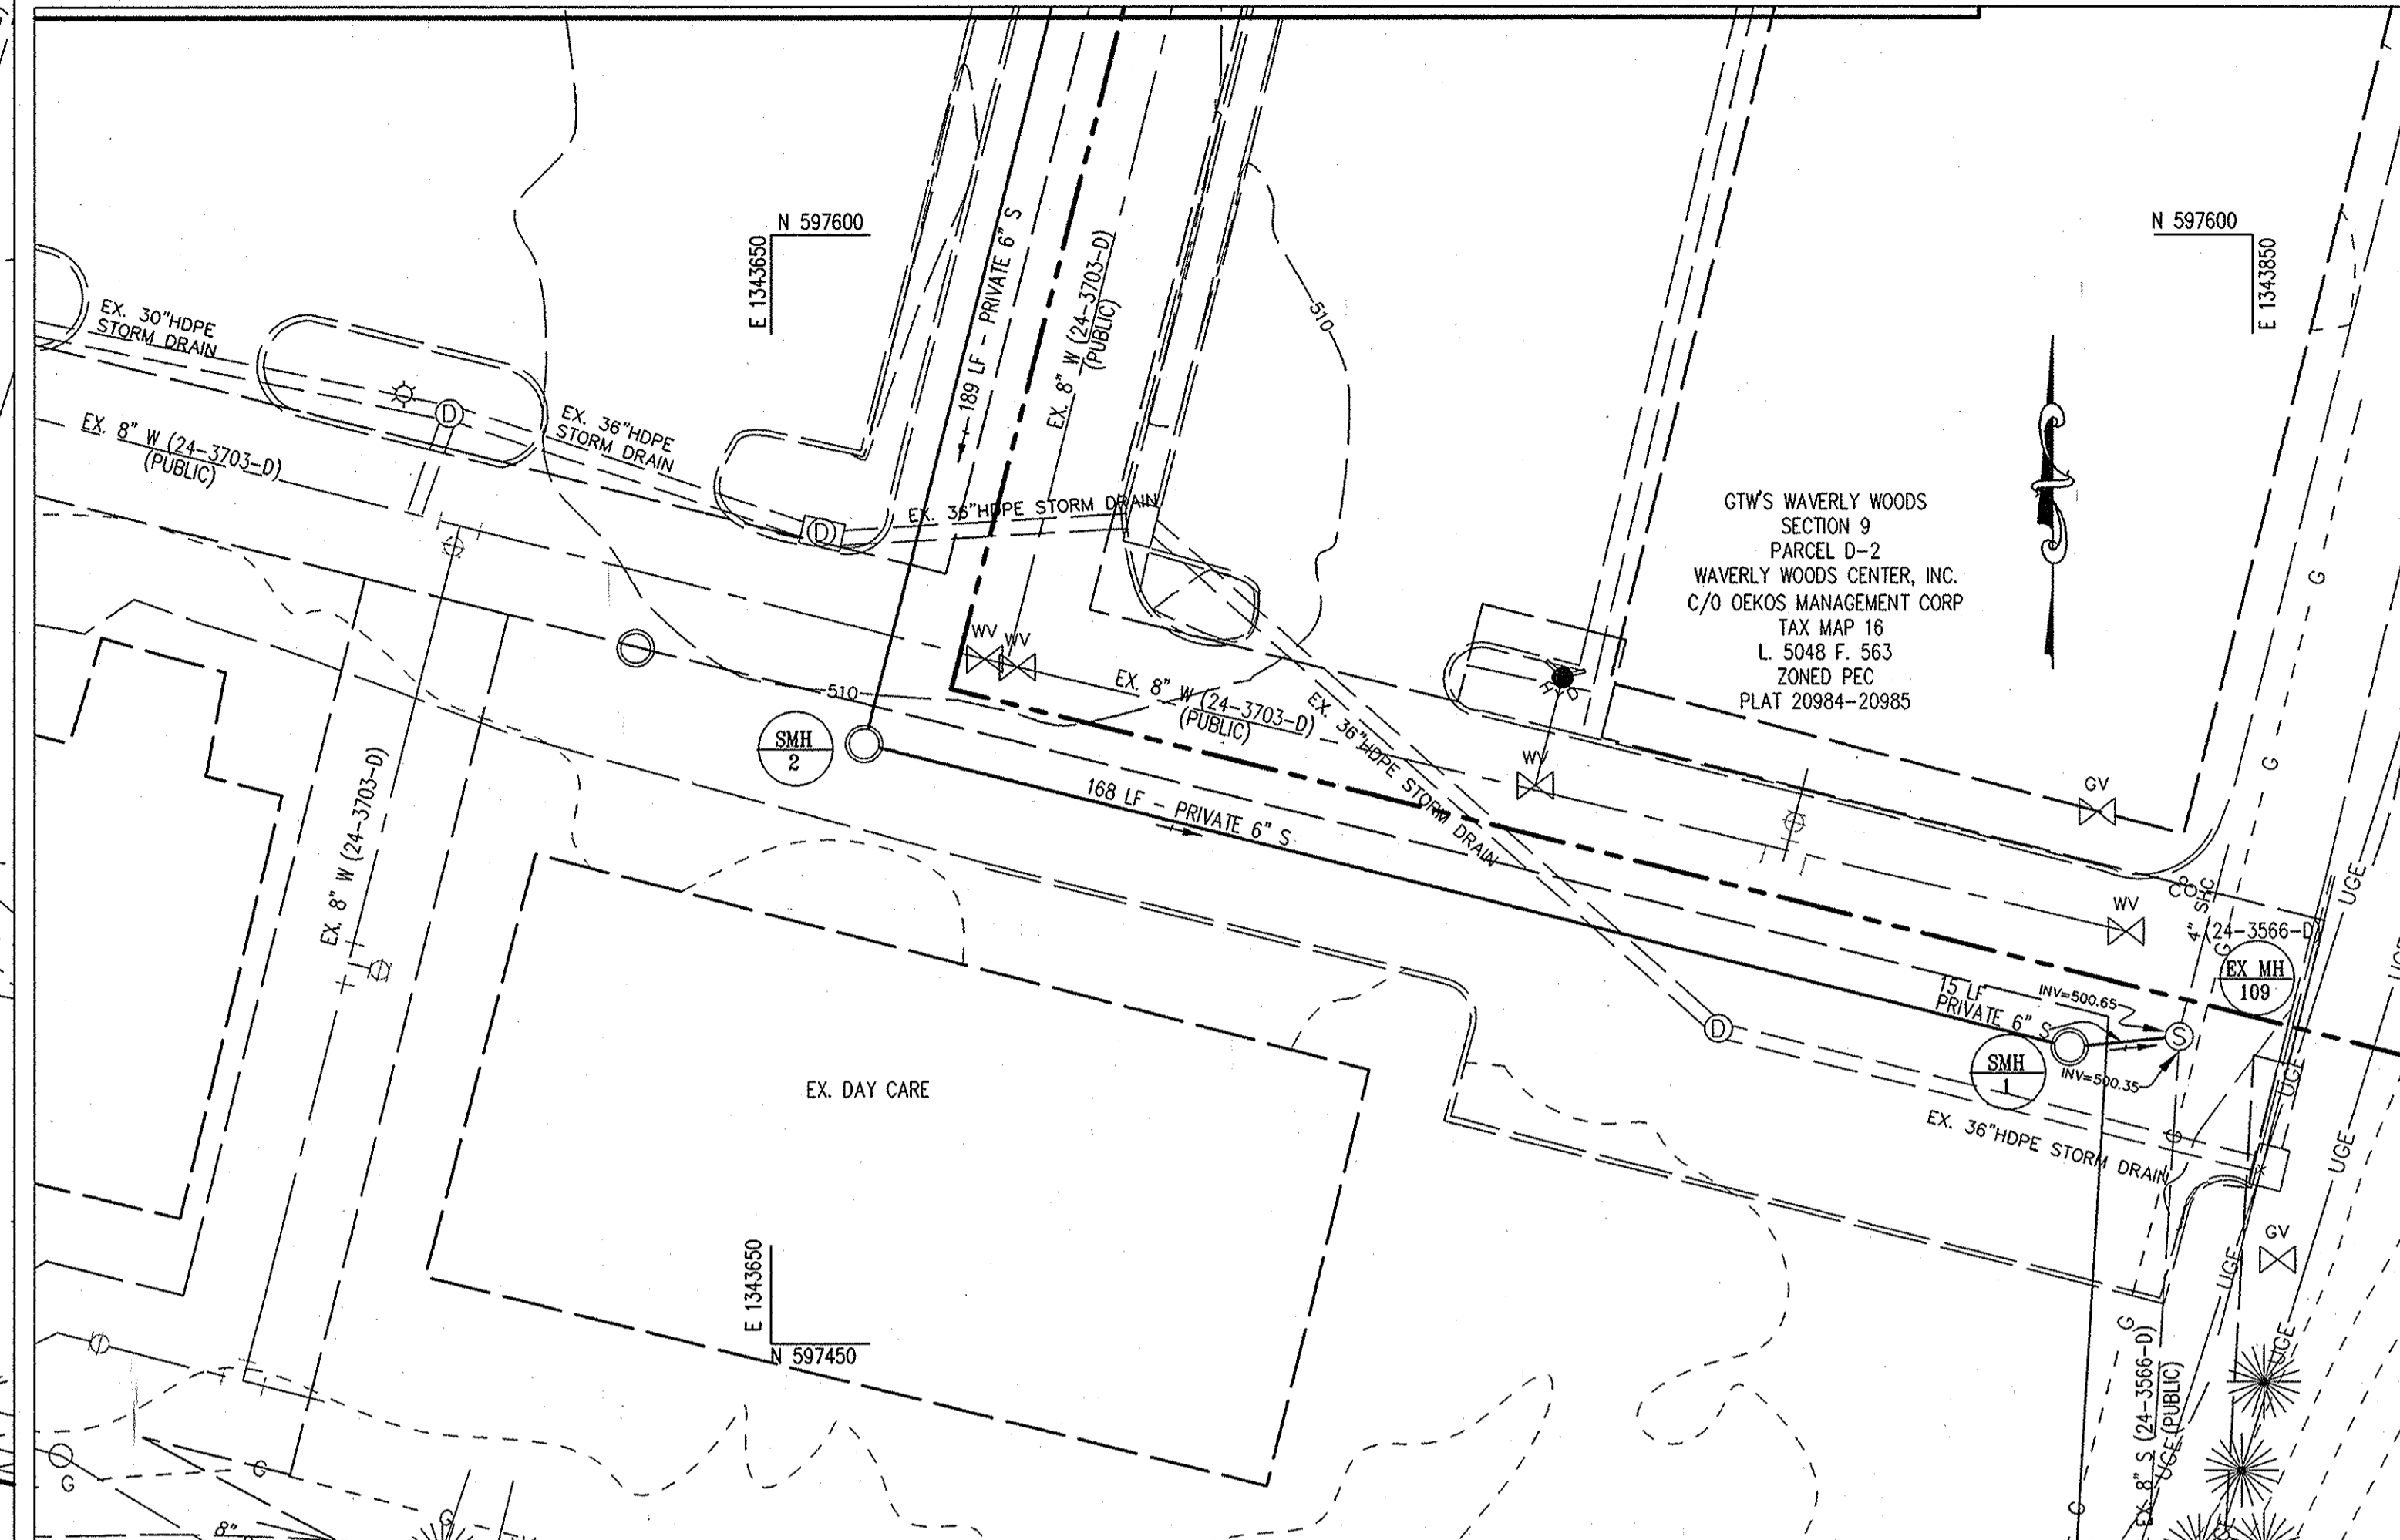 N 597600
E 1343650
N 597600
E 1343850
EX. 30"HDPE
STORM DRAIN
D
EX. 8" W (24-3703-D)
(PUBLIC)
EX. 36"HDPE
STORM DRAIN
D
189 LF - PRIVATE 6" S
EX. 8" W (24-3703-D)
(PUBLIC)
510
EX. 36"HDPE STORM DRAIN
GTW'S WAVERLY WOODS
SECTION 9
PARCEL D-2
WAVERLY WOODS CENTER, INC.
C/O OEKOS MANAGEMENT CORP
TAX MAP 16
L. 5048 F. 563
ZONED PEC
PLAT 20984-20985
G
G
WV
WV
510
EX. 8" W (24-3703-D)
(PUBLIC)
HYD
WV
GV
SMH
2
168 LF - PRIVATE 6" S
EX. 36"HDPE STORM DRAIN
EX. 8" W (24-3703-D)
CO
4" SHC
(24-3566-D)
G
UGE
WV
EX MH
109
15 LF
PRIVATE 6" S
INV=500.65
S
INV=500.35
SMH
1
D
EX. DAY CARE
EX. 36"HDPE STORM DRAIN
G
UGE
UGE
GV
UGE
UGE
E 1343650
N 597450
G
EX 8" S (24-3566-D)
(PUBLIC)
UGE
G
G
G
G
8"